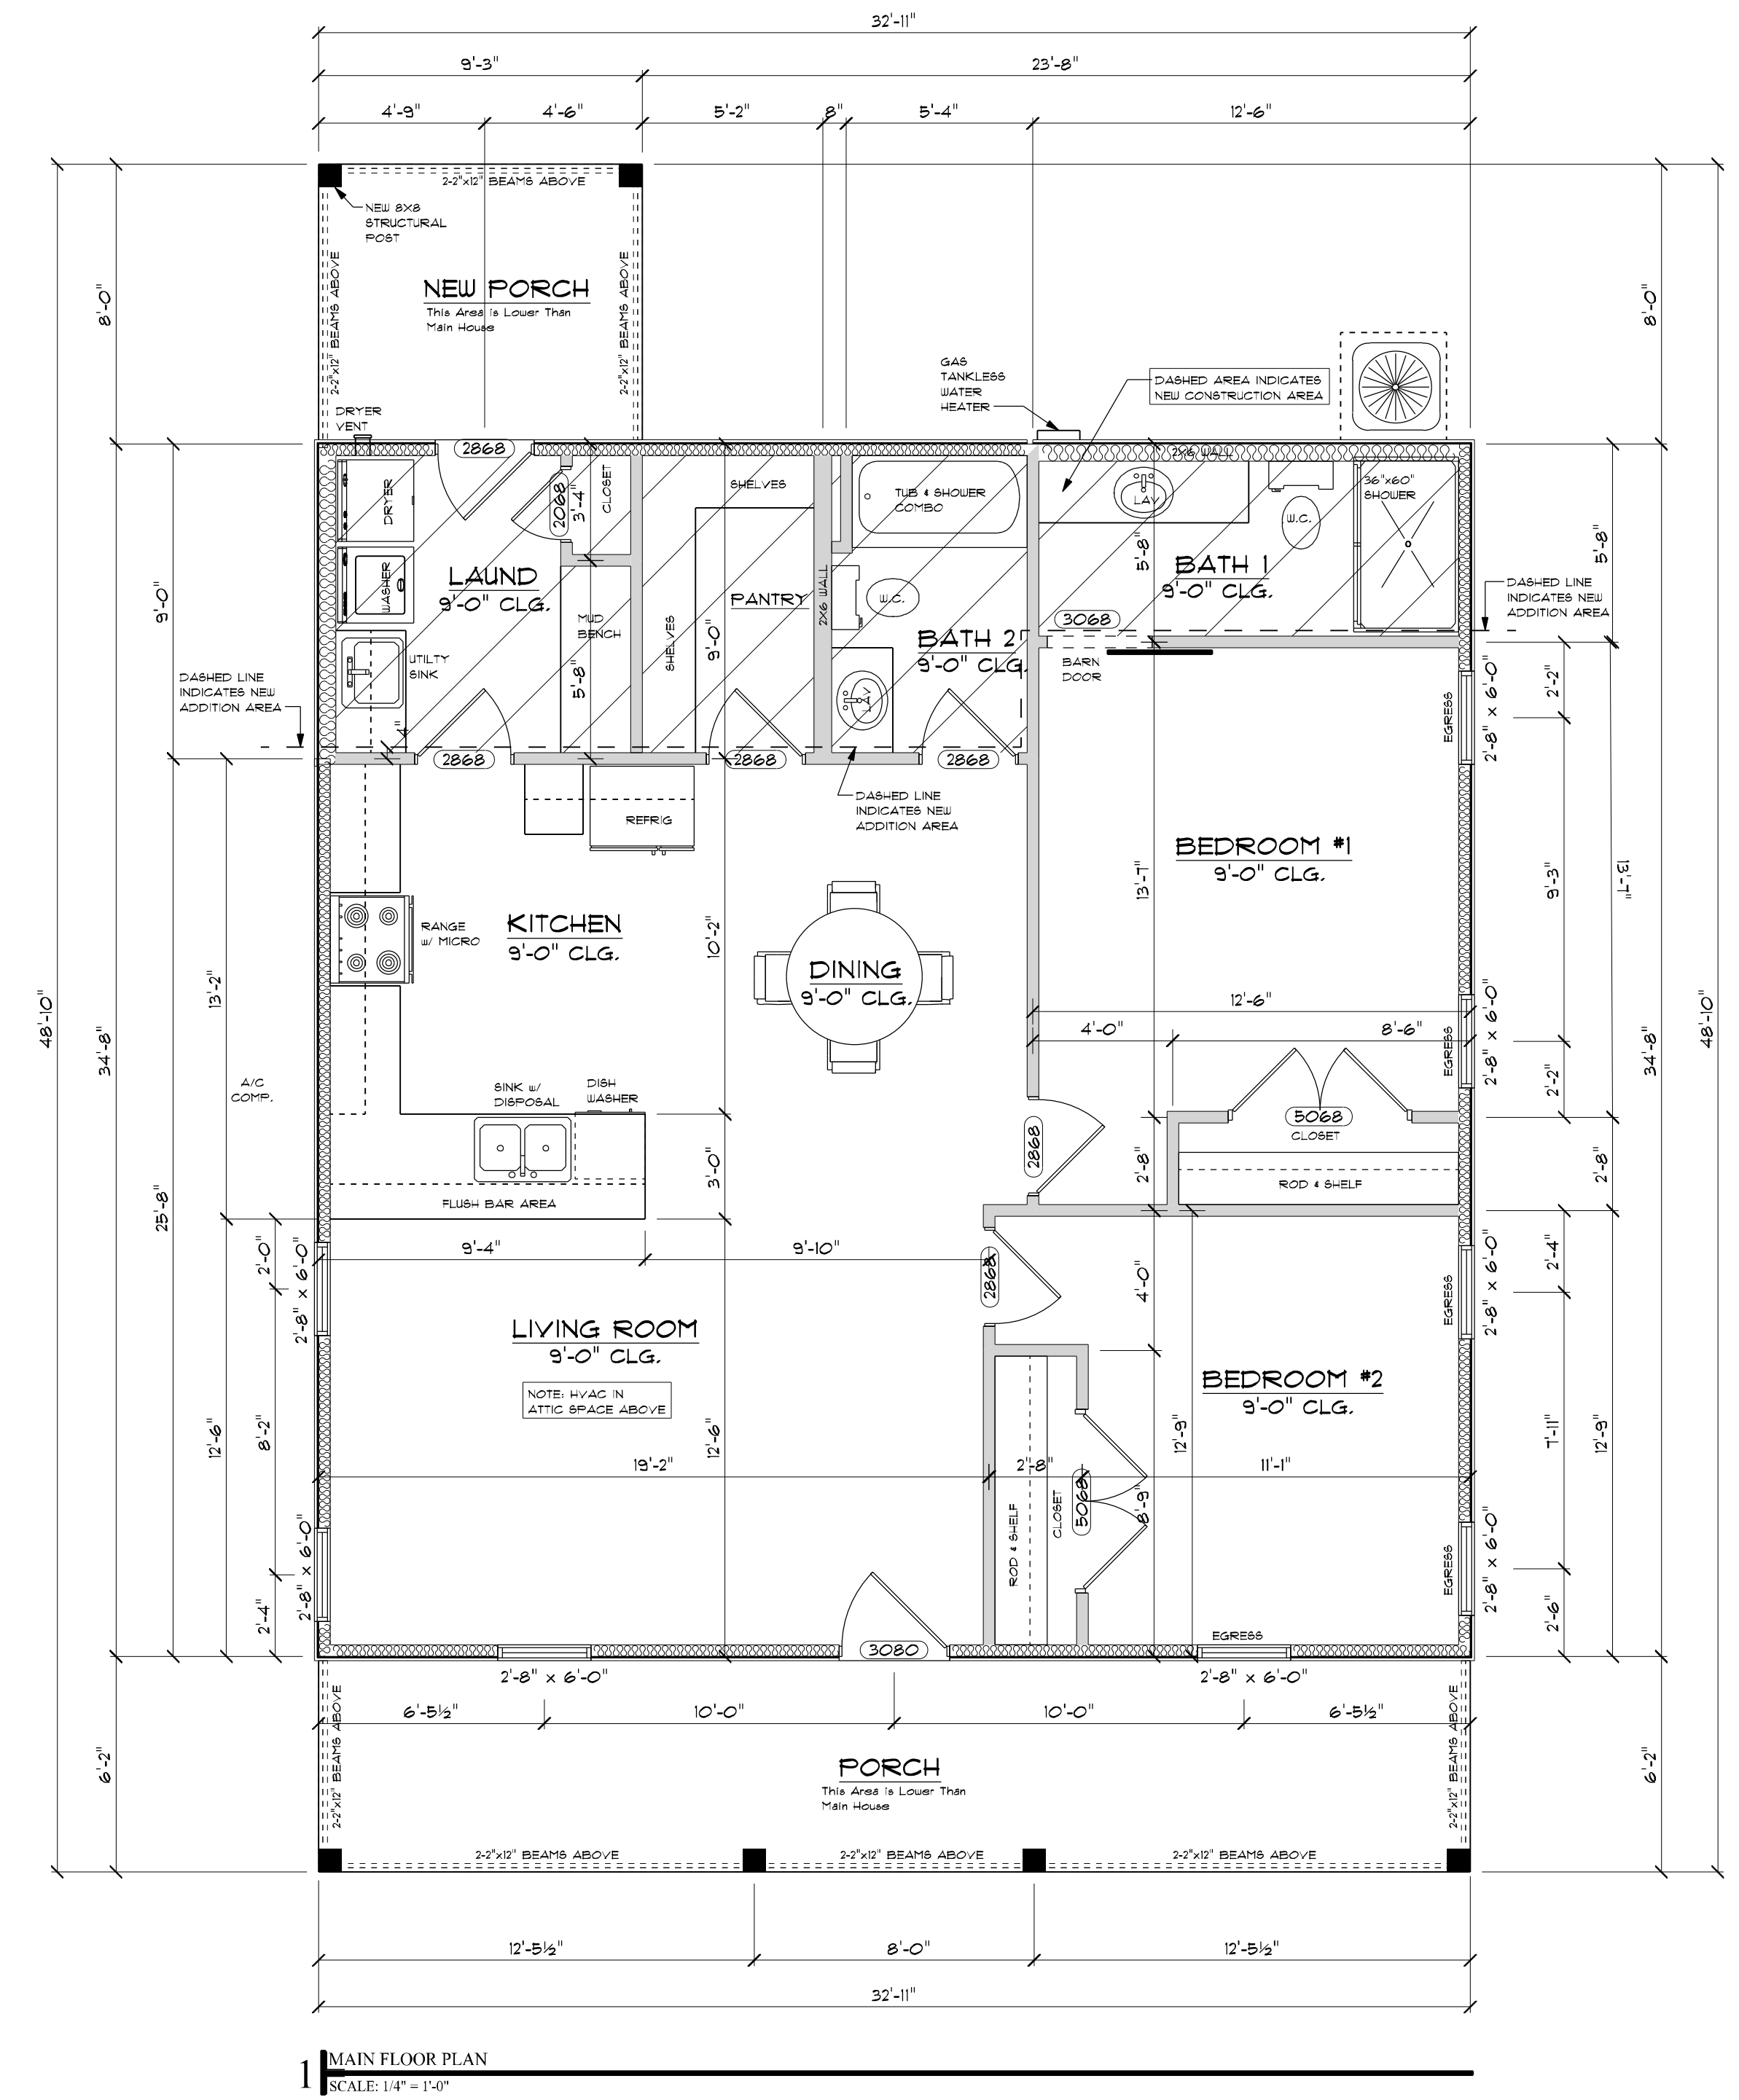 32'-11"
9'-3"
23'-8"
4'-9"
4'-6"
5'-2"
8"
5'-4"
12'-6"
2-2"x12" BEAMS ABOVE
NEW 8X8
STRUCTURAL
POST
2-2"x12" BEAMS ABOVE
2-2"x12" BEAMS ABOVE
NEW PORCH
This Area is Lower Than
Main House
8'-0"
8'-0"
DRYER
VENT
GAS
TANKLESS
WATER
HEATER
DASHED AREA INDICATES
NEW CONSTRUCTION AREA
2868
2X6 WALL
DRYER
2068
3'-4"
CLOSET
SHELVES
TUB & SHOWER
COMBO
LAV
W.C.
36"x60"
SHOWER
5'-8"
5'-8"
9'-0"
WASHER
LAUND
9'-0" CLG.
MUD
BENCH
5'-8"
SHELVES
PANTRY
9'-0"
2X6 WALL
W.C.
BATH 2
9'-0" CLG.
BATH 1
9'-0" CLG.
3068
BARN
DOOR
DASHED LINE
INDICATES NEW
ADDITION AREA
UTILTY
SINK
DASHED LINE
INDICATES NEW
ADDITION AREA
4"
LAV
2868
2868
2868
EGRESS
2'-8" x 6'-0"
2'-2"
DASHED LINE
INDICATES NEW
ADDITION AREA
REFRIG
BEDROOM #1
9'-0" CLG.
13'-7"
9'-3"
13'-7"
RANGE
w/ MICRO
KITCHEN
9'-0" CLG.
10'-2"
DINING
9'-0" CLG.
13'-2"
12'-6"
4'-0"
8'-6"
EGRESS
2'-8" x 6'-0"
2'-2"
48'-10"
34'-8"
34'-8"
48'-10"
A/C
COMP.
SINK w/
DISPOSAL
DISH
WASHER
2868
5068
CLOSET
3'-0"
2'-8"
2'-8"
ROD & SHELF
FLUSH BAR AREA
25'-8"
9'-4"
9'-10"
2'-0"
2'-8" x 6'-0"
2868
4'-0"
EGRESS
2'-8" x 6'-0"
2'-4"
LIVING ROOM
9'-0" CLG.
NOTE: HVAC IN
ATTIC SPACE ABOVE
BEDROOM #2
9'-0" CLG.
12'-6"
8'-2"
12'-6"
12'-9"
7'-11"
12'-9"
19'-2"
2'-8"
11'-1"
ROD & SHELF
CLOSET
5068
8'-9"
2'-8" x 6'-0"
2'-4"
EGRESS
2'-8" x 6'-0"
2'-6"
EGRESS
3080
2'-8" x 6'-0"
2'-8" x 6'-0"
6'-5½"
10'-0"
10'-0"
6'-5½"
2-2"x12" BEAMS ABOVE
2-2"x12" BEAMS ABOVE
6'-2"
6'-2"
PORCH
This Area is Lower Than
Main House
2-2"x12" BEAMS ABOVE
2-2"x12" BEAMS ABOVE
2-2"x12" BEAMS ABOVE
12'-5½"
8'-0"
12'-5½"
32'-11"
1
MAIN FLOOR PLAN
SCALE: 1/4" = 1'-0"